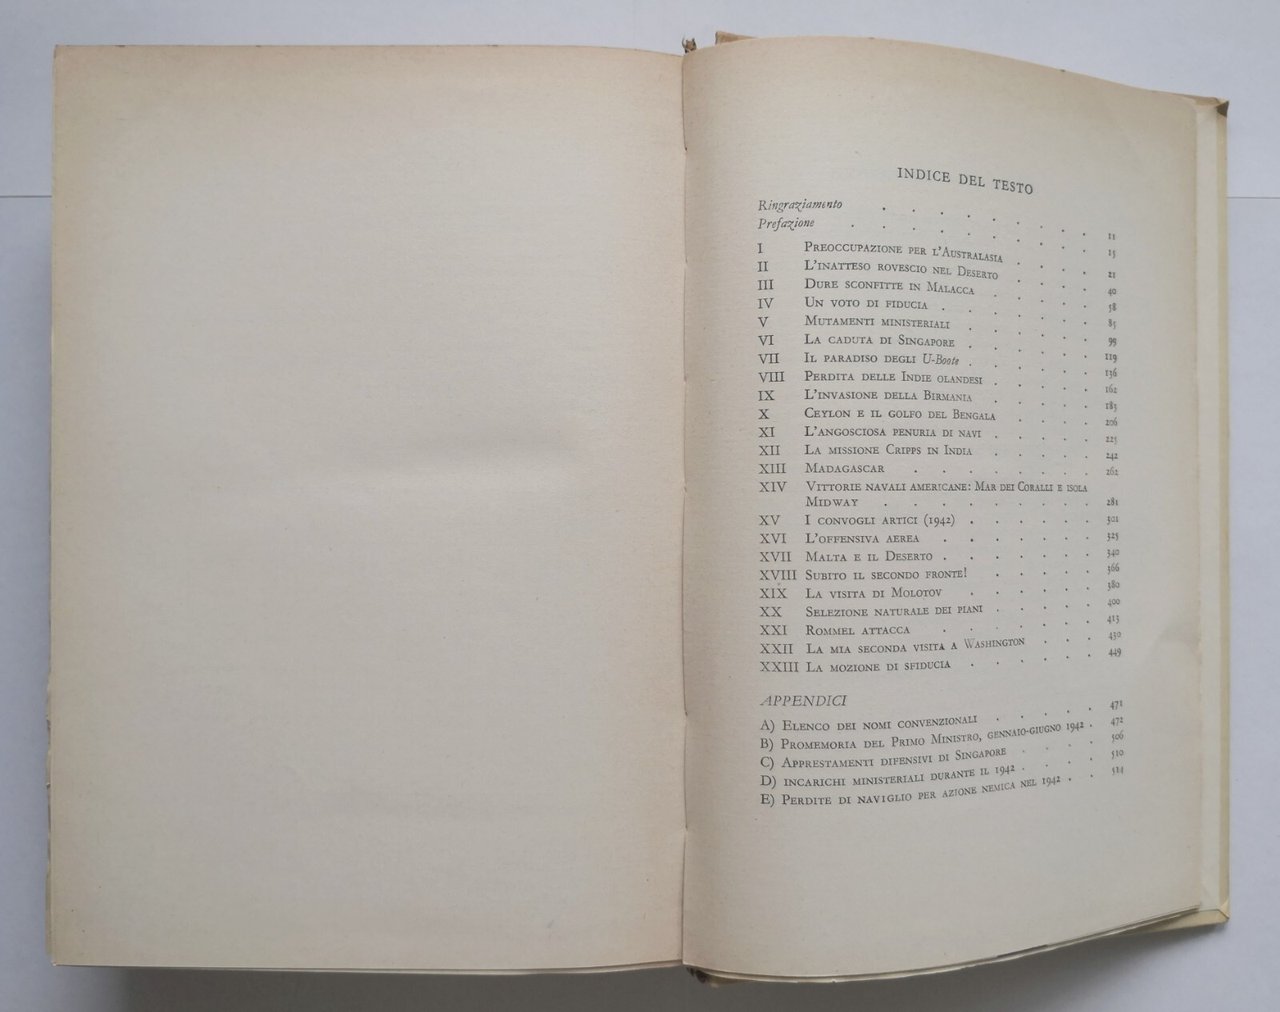 INDICE DEL TESTO
Ringraziamento . . . . . . . . 11
Prefazione . . . . . . . . . 15
I PREOCCUPAZIONE PER L'AUSTRALASIA . . . 21
II L'INATTESO ROVESCIO NEL DESERTO . . . 40
III DURE SCONFITTE IN MALACCA . . . . 58
IV UN VOTO DI FIDUCIA . . . . . . 85
V MUTAMENTI MINISTERIALI . . . . . 99
VI LA CADUTA DI SINGAPORE . . . . . 119
VII IL PARADISO DEGLI U-Boote . . . . . 136
VIII PERDITA DELLE INDIE OLANDESI . . . . 162
IX L'INVASIONE DELLA BIRMANIA . . . . 183
X CEYLON E IL GOLFO DEL BENGALA . . . 206
XI L'ANGOSCIOSA PENURIA DI NAVI . . . . 225
XII LA MISSIONE CRIPPS IN INDIA . . . . 242
XIII MADAGASCAR . . . . . . . 262
XIV VITTORIE NAVALI AMERICANE: MAR DEI CORALLI E ISOLA
MIDWAY . . . . . . . . 281
XV I CONVOGLI ARTICI (1942) . . . . . 301
XVI L'OFFENSIVA AEREA . . . . . . 325
XVII MALTA E IL DESERTO . . . . . . 340
XVIII SUBITO IL SECONDO FRONTE! . . . . 366
XIX LA VISITA DI MOLOTOV . . . . . 380
XX SELEZIONE NATURALE DEI PIANI . . . . 400
XXI ROMMEL ATTACCA . . . . . . 413
XXII LA MIA SECONDA VISITA A WASHINGTON . . . 430
XXIII LA MOZIONE DI SFIDUCIA . . . . . 449
APPENDICI
A) ELENCO DEI NOMI CONVENZIONALI . . . . 471
B) PROMEMORIA DEL PRIMO MINISTRO, GENNAIO-GIUGNO 1942 . 472
C) APPRESTAMENTI DIFENSIVI DI SINGAPORE . . . 506
D) INCARICHI MINISTERIALI DURANTE IL 1942 . . . 510
E) PERDITE DI NAVIGLIO PER AZIONE NEMICA NEL 1942 . . 514